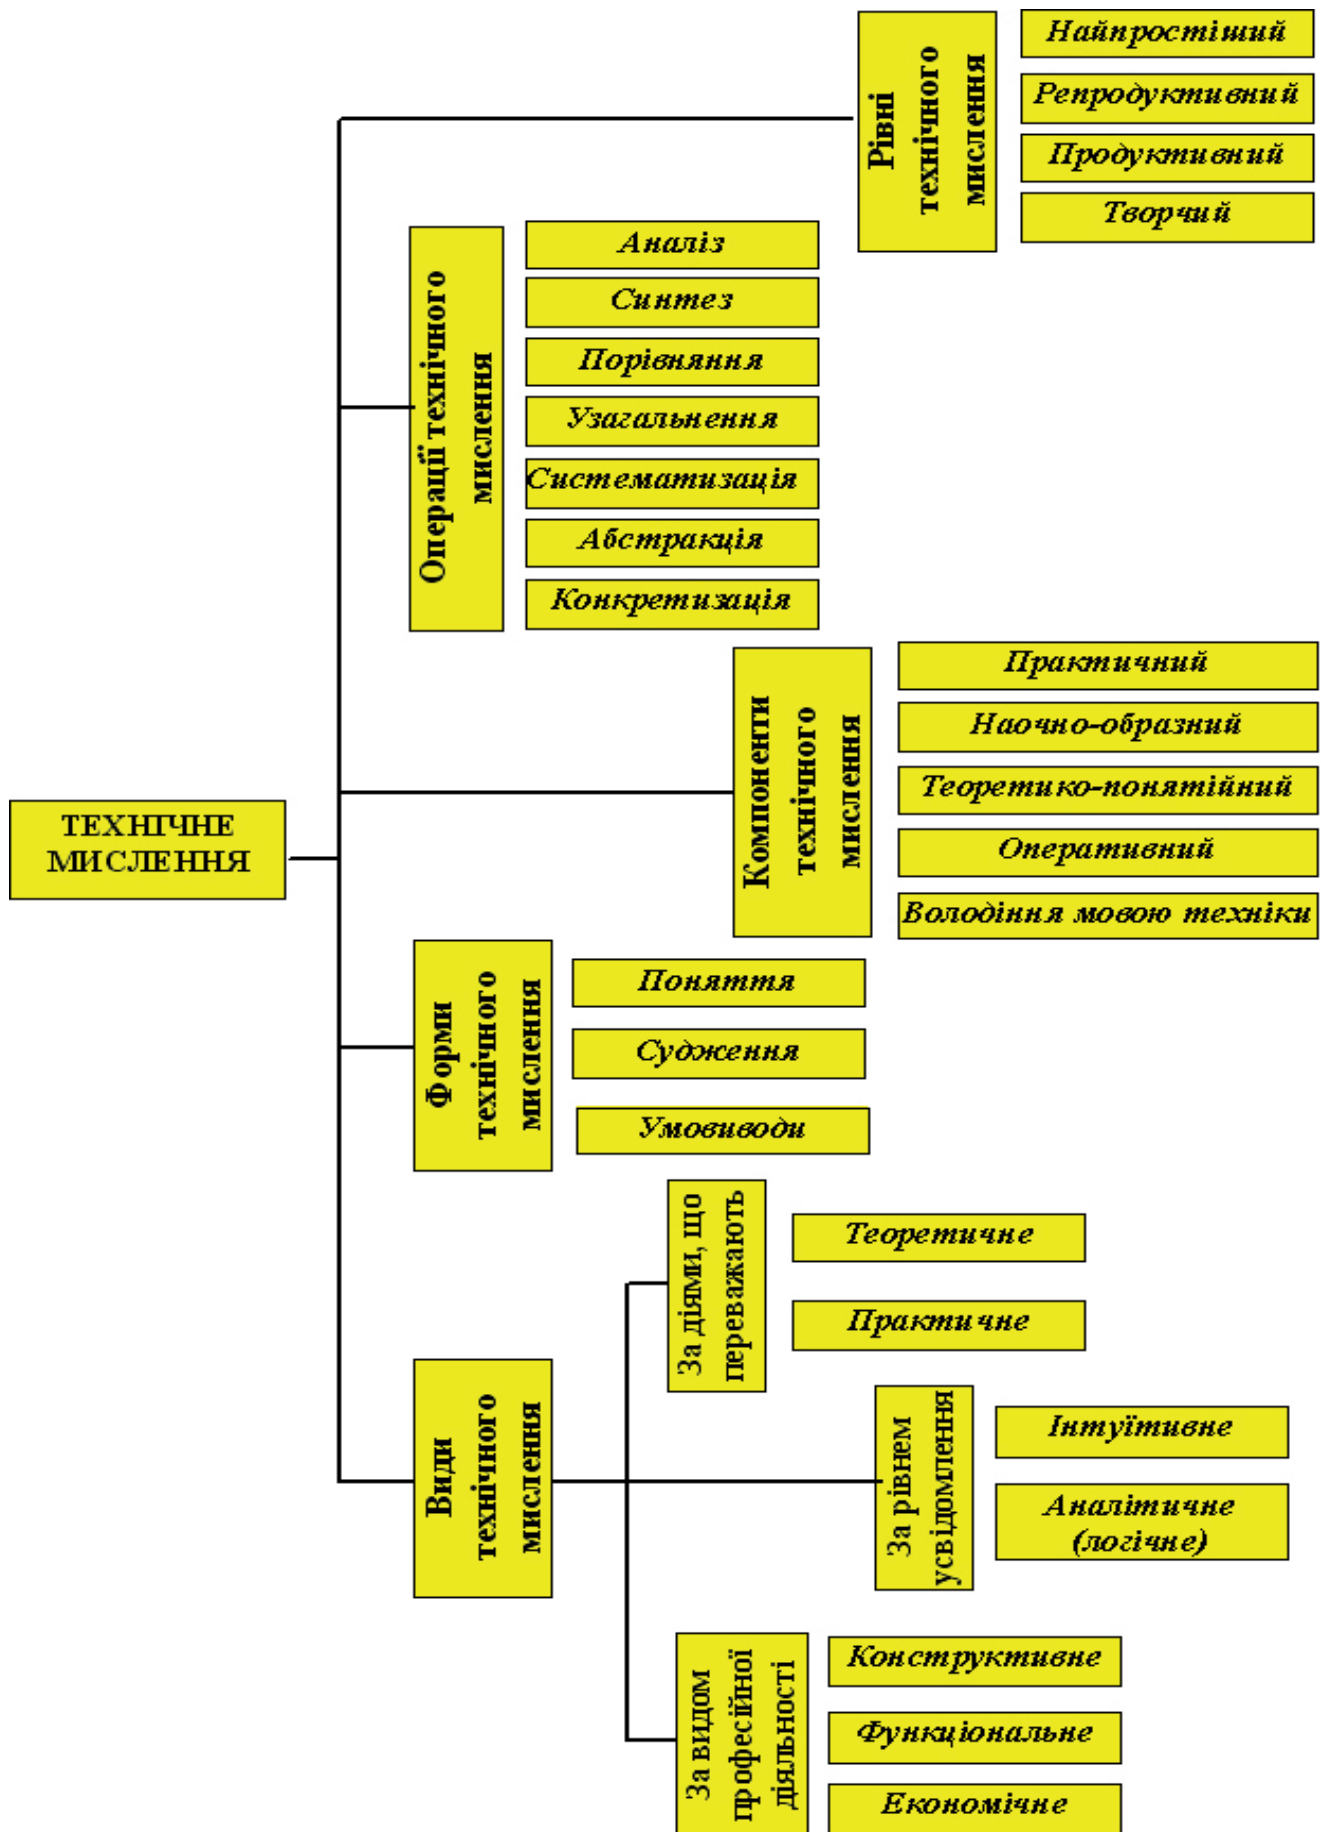 ТЕХНІЧНЕ
МИСЛЕННЯ
Рівні
технічного
мислення
Найпростіший
Репродуктивний
Продуктивний
Творчий
Операції технічного
мислення
Аналіз
Синтез
Порівняння
Узагальнення
Систематизація
Абстракція
Конкретизація
Компоненти
технічного
мислення
Практичний
Наочно-образний
Теоретико-понятійний
Оперативний
Володіння мовою техніки
Форми
технічного
мислення
Поняття
Судження
Умовиводи
Види
технічного
мислення
За діями, що
переважають
Теоретичне
Практичне
За рівнем
усвідомлення
Інтуїтивне
Аналітичне
(логічне)
За видом
професійної
діяльності
Конструктивне
Функціональне
Економічне